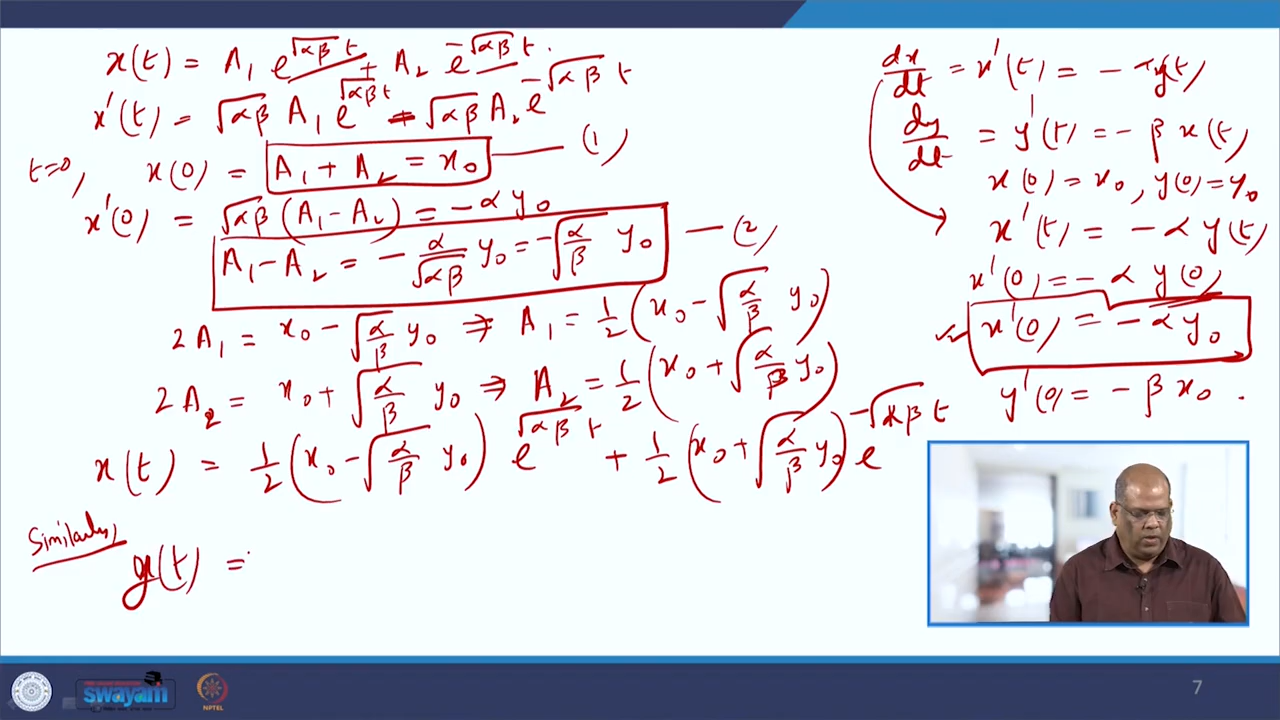 x(t) = A₁ e^{√αβ t} + A₂ e^{-√αβ t}.
x'(t) = √αβ A₁ e^{√αβ t} - √αβ A₂ e^{-√αβ t}
t=0, x(0) = A₁ + A₂ = x₀ —— (1)
x'(0) = √αβ (A₁ - A₂) = -α y₀
A₁ - A₂ = - α/√αβ y₀ = -√(α/β) y₀ —— (2)
2A₁ = x₀ - √(α/β) y₀ ⇒ A₁ = 1/2 (x₀ - √(α/β) y₀)
2A₂ = x₀ + √(α/β) y₀ ⇒ A₂ = 1/2 (x₀ + √(α/β) y₀)
x(t) = 1/2 (x₀ - √(α/β) y₀) e^{√αβ t} + 1/2 (x₀ + √(α/β) y₀) e^{-√αβ t}
Similarly,
y(t) =
dx/dt = x'(t) = - αy(t)
dy/dt = y'(t) = - β x(t)
x(0) = x₀, y(0) = y₀
x'(t) = - α y(t)
x'(0) = - α y(0)
x'(0) = - α y₀
y'(0) = - β x₀.
swayam
NPTEL
7